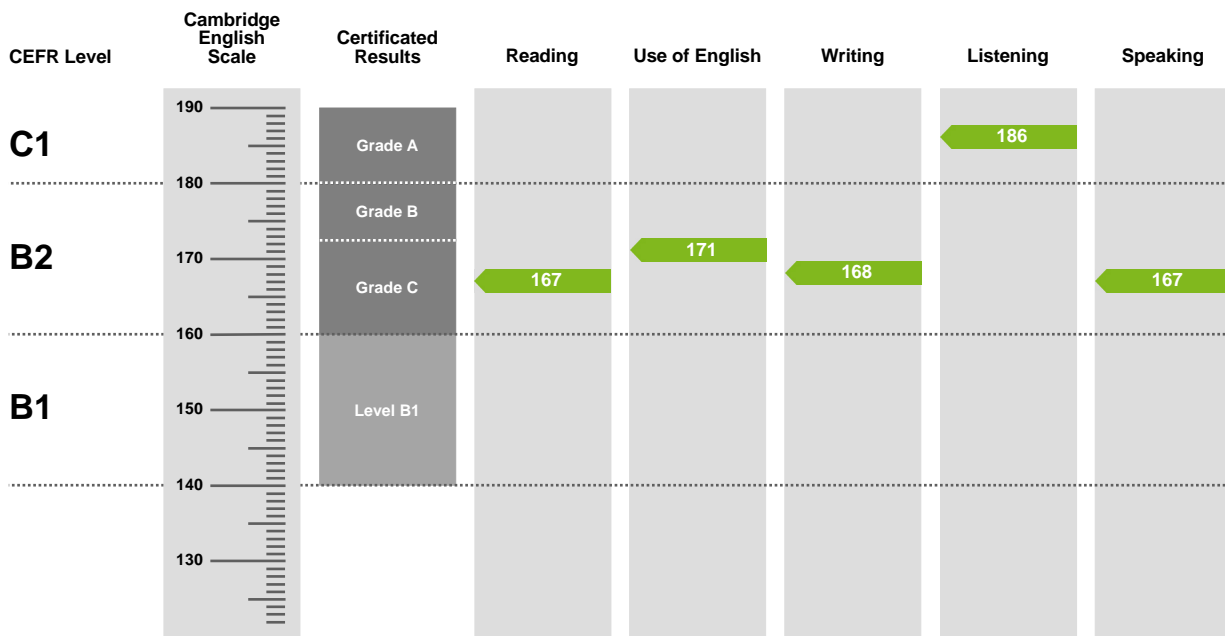 CEFR Level
Cambridge
English
Scale
Certificated
Results
Reading
Use of English
Writing
Listening
Speaking
C1
B2
B1
190
180
170
160
150
140
130
Grade A
Grade B
Grade C
Level B1
167
171
168
186
167